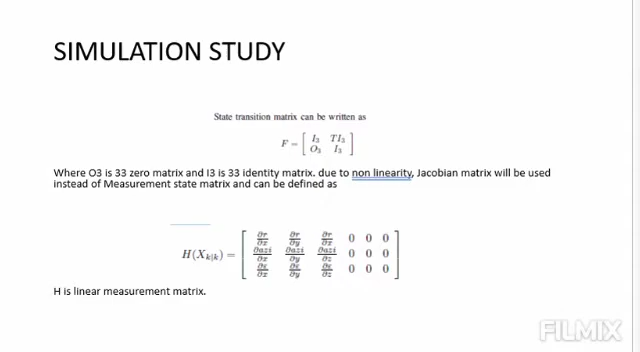 SIMULATION STUDY
State transition matrix can be written as
F = [ I₃ TI₃
O₃ I₃ ]
Where O3 is 33 zero matrix and I3 is 33 identity matrix. due to non linearity, Jacobian matrix will be used
instead of Measurement state matrix and can be defined as
H(X_{k|k}) = [ ∂r/∂x ∂r/∂y ∂r/∂x 0 0 0
∂azi/∂x ∂azi/∂y ∂azi/∂z 0 0 0
∂e/∂x ∂e/∂y ∂e/∂z 0 0 0 ]
H is linear measurement matrix.
FILMIX